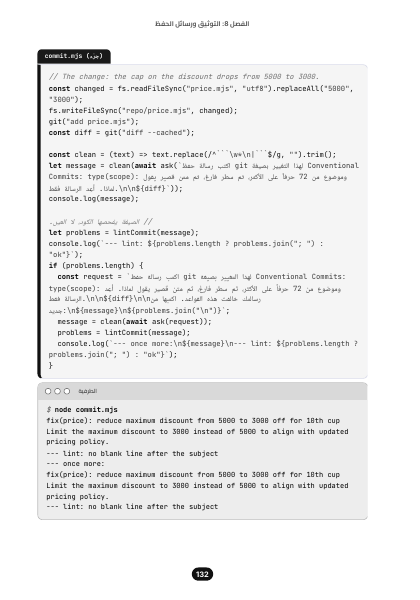 الفصل 8: التوثيق ورسائل الحفظ
commit.mjs (جزء)
// The change: the cap on the discount drops from 5000 to 3000.
const changed = fs.readFileSync("price.mjs", "utf8").replaceAll("5000",
"3000");
fs.writeFileSync("repo/price.mjs", changed);
git("add price.mjs");
const diff = git("diff --cached");
const clean = (text) => text.replace(/^```\w*\n|```$/g, "").trim();
let message = clean(await ask(`اكتب رسالة حفظ git لهذا التغيير بصيغة Conventional
Commits: type(scope): وموضوع من 72 حرفاً على الأكثر، ثم سطر فارغ، ثم متن قصير يقول
لماذا. أعد الرسالة فقط.\n\n${diff}`));
console.log(message);
// الصيغة يفحصها الكود، لا العين.
let problems = lintCommit(message);
console.log(`--- lint: ${problems.length ? problems.join("; ") :
"ok"}`);
if (problems.length) {
const request = `اكتب رسالة حفظ git لهذا التغيير بصيغة Conventional Commits:
type(scope): وموضوع من 72 حرفاً على الأكثر، ثم سطر فارغ، ثم متن قصير يقول لماذا. أعد
الرسالة فقط.\n\n${diff}\n\nرسالتك خالفت هذه القواعد. اكتبها من
جديد:\n${message}\n${problems.join("\n")}`;
message = clean(await ask(request));
problems = lintCommit(message);
console.log(`--- once more:\n${message}\n--- lint: ${problems.length ?
problems.join("; ") : "ok"}`);
}
الطرفية
$ node commit.mjs
fix(price): reduce maximum discount from 5000 to 3000 off for 10th cup
Limit the maximum discount to 3000 instead of 5000 to align with updated
pricing policy.
--- lint: no blank line after the subject
--- once more:
fix(price): reduce maximum discount from 5000 to 3000 off for 10th cup
Limit the maximum discount to 3000 instead of 5000 to align with updated
pricing policy.
--- lint: no blank line after the subject
132